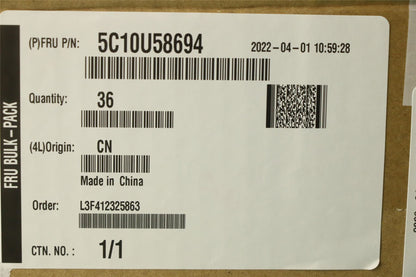 (P)FRU P/N: 5C10U58694 2022-04-01 10:59:28
Quantity: 36
(4L)Origin: CN
Made in China
Order: L3F412325863
CTN. NO.: 1/1
FRU BULK-PACK